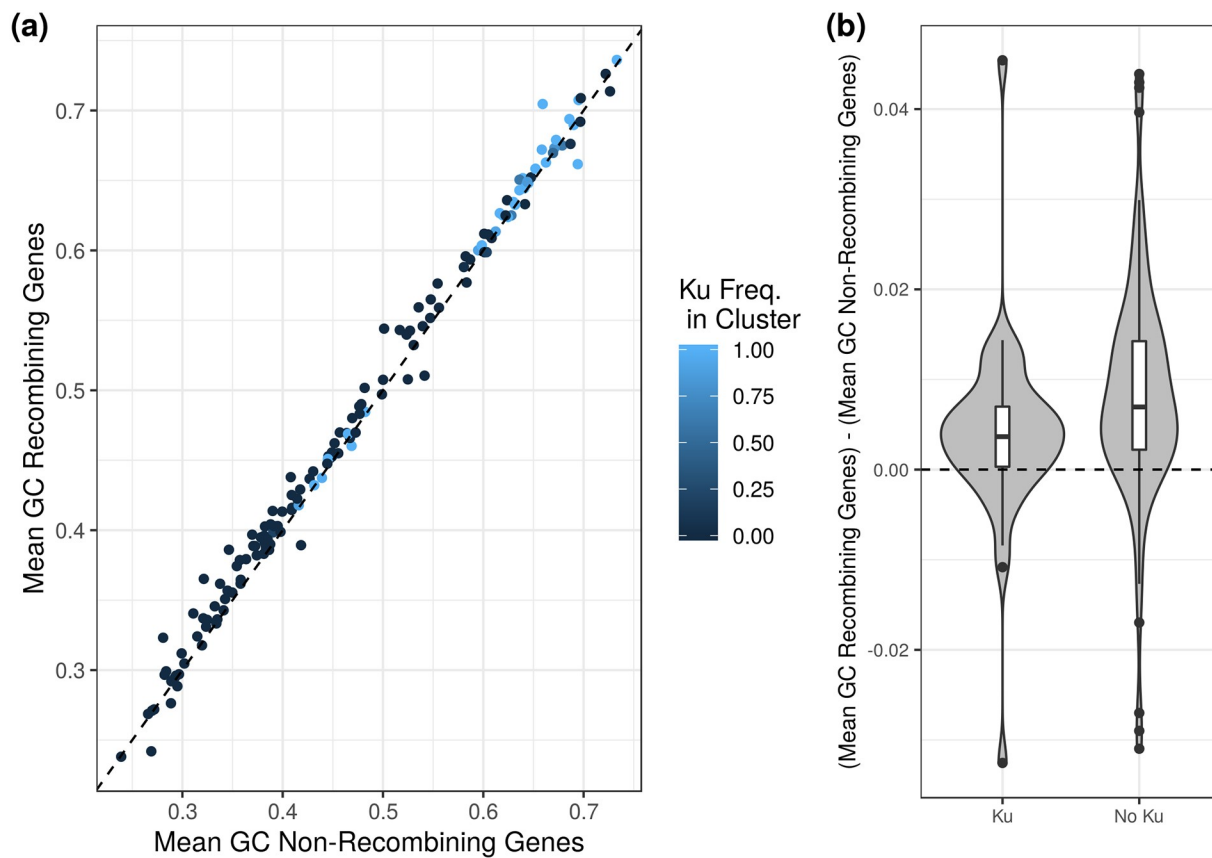 (a)
0.7
0.6
0.5
0.4
0.3
Mean GC Recombining Genes
0.3 0.4 0.5 0.6 0.7
Mean GC Non-Recombining Genes
Ku Freq.
in Cluster
1.00
0.75
0.50
0.25
0.00
(b)
0.04
0.02
0.00
-0.02
(Mean GC Recombining Genes) - (Mean GC Non-Recombining Genes)
Ku No Ku